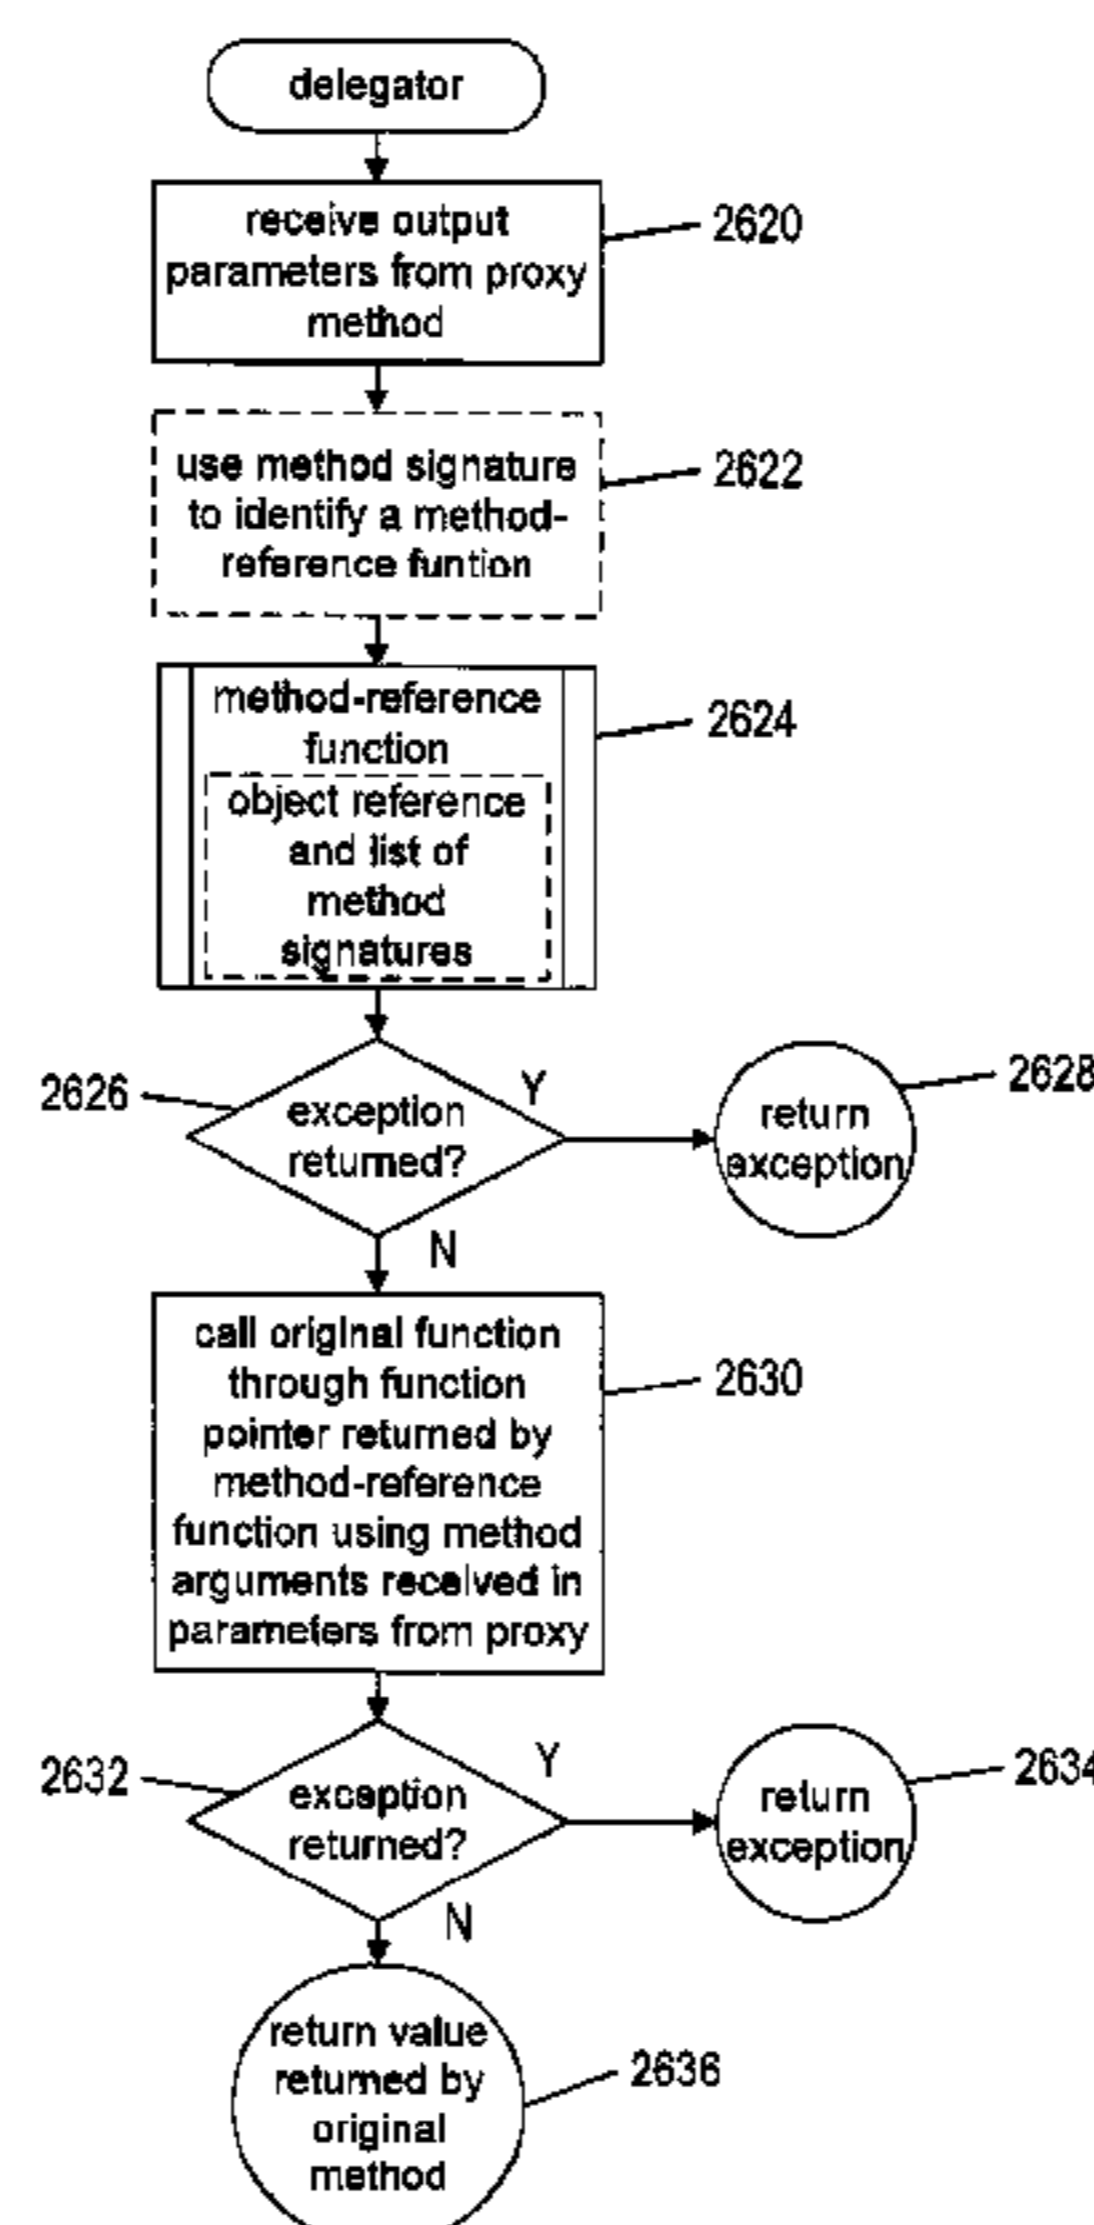 delegator
receive output
parameters from proxy
method
2620
use method signature
to identify a method-
reference funtion
2622
method-reference
function
2624
object reference
and list of
method
signatures
2626
exception
returned?
Y
return
exception
2628
N
call original function
through function
pointer returned by
method-reference
function using method
arguments received in
parameters from proxy
2630
2632
exception
returned?
Y
return
exception
2634
N
return value
returned by
original
method
2636